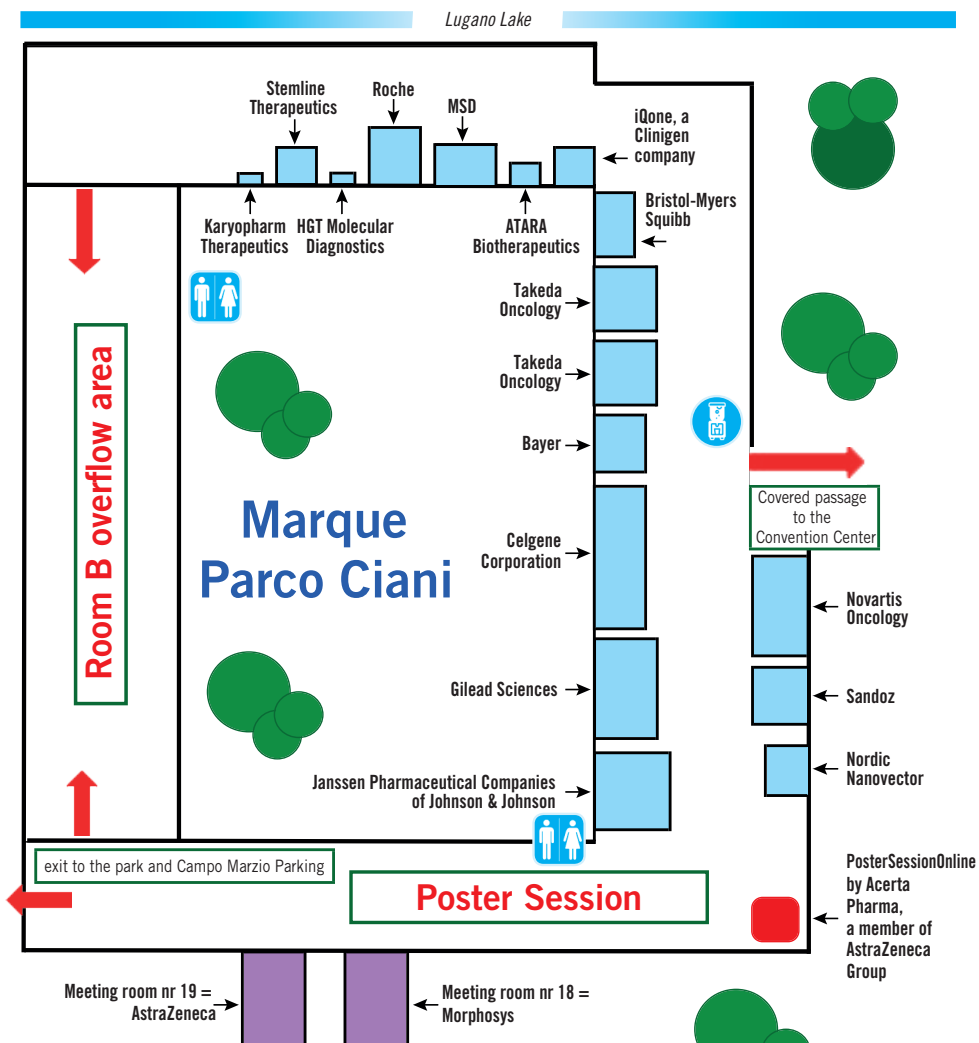 Lugano Lake
Stemline
Therapeutics
Roche
MSD
iQone, a
Clinigen
company
Karyopharm
Therapeutics
HGT Molecular
Diagnostics
ATARA
Biotherapeutics
Bristol-Myers
Squibb
Takeda
Oncology
Takeda
Oncology
Bayer
Room B overflow area
Marque
Parco Ciani
Covered passage
to the
Convention Center
Celgene
Corporation
Novartis
Oncology
Gilead Sciences
Sandoz
Nordic
Nanovector
Janssen Pharmaceutical Companies
of Johnson & Johnson
exit to the park and Campo Marzio Parking
Poster Session
PosterSessionOnline
by Acerta
Pharma,
a member of
AstraZeneca
Group
Meeting room nr 19 =
AstraZeneca
Meeting room nr 18 =
Morphosys